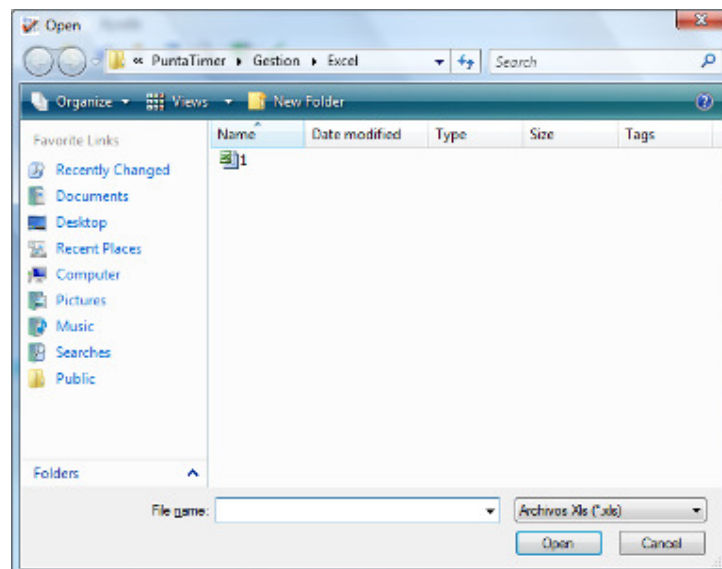 Open
« PuntaTimer ▸ Gestion ▸ Excel Search
Organize Views New Folder
Favorite Links
Name Date modified Type Size Tags
1
Recently Changed
Documents
Desktop
Recent Places
Computer
Pictures
Music
Searches
Public
Folders
File name: Archivos Xls (*.xls)
Open Cancel